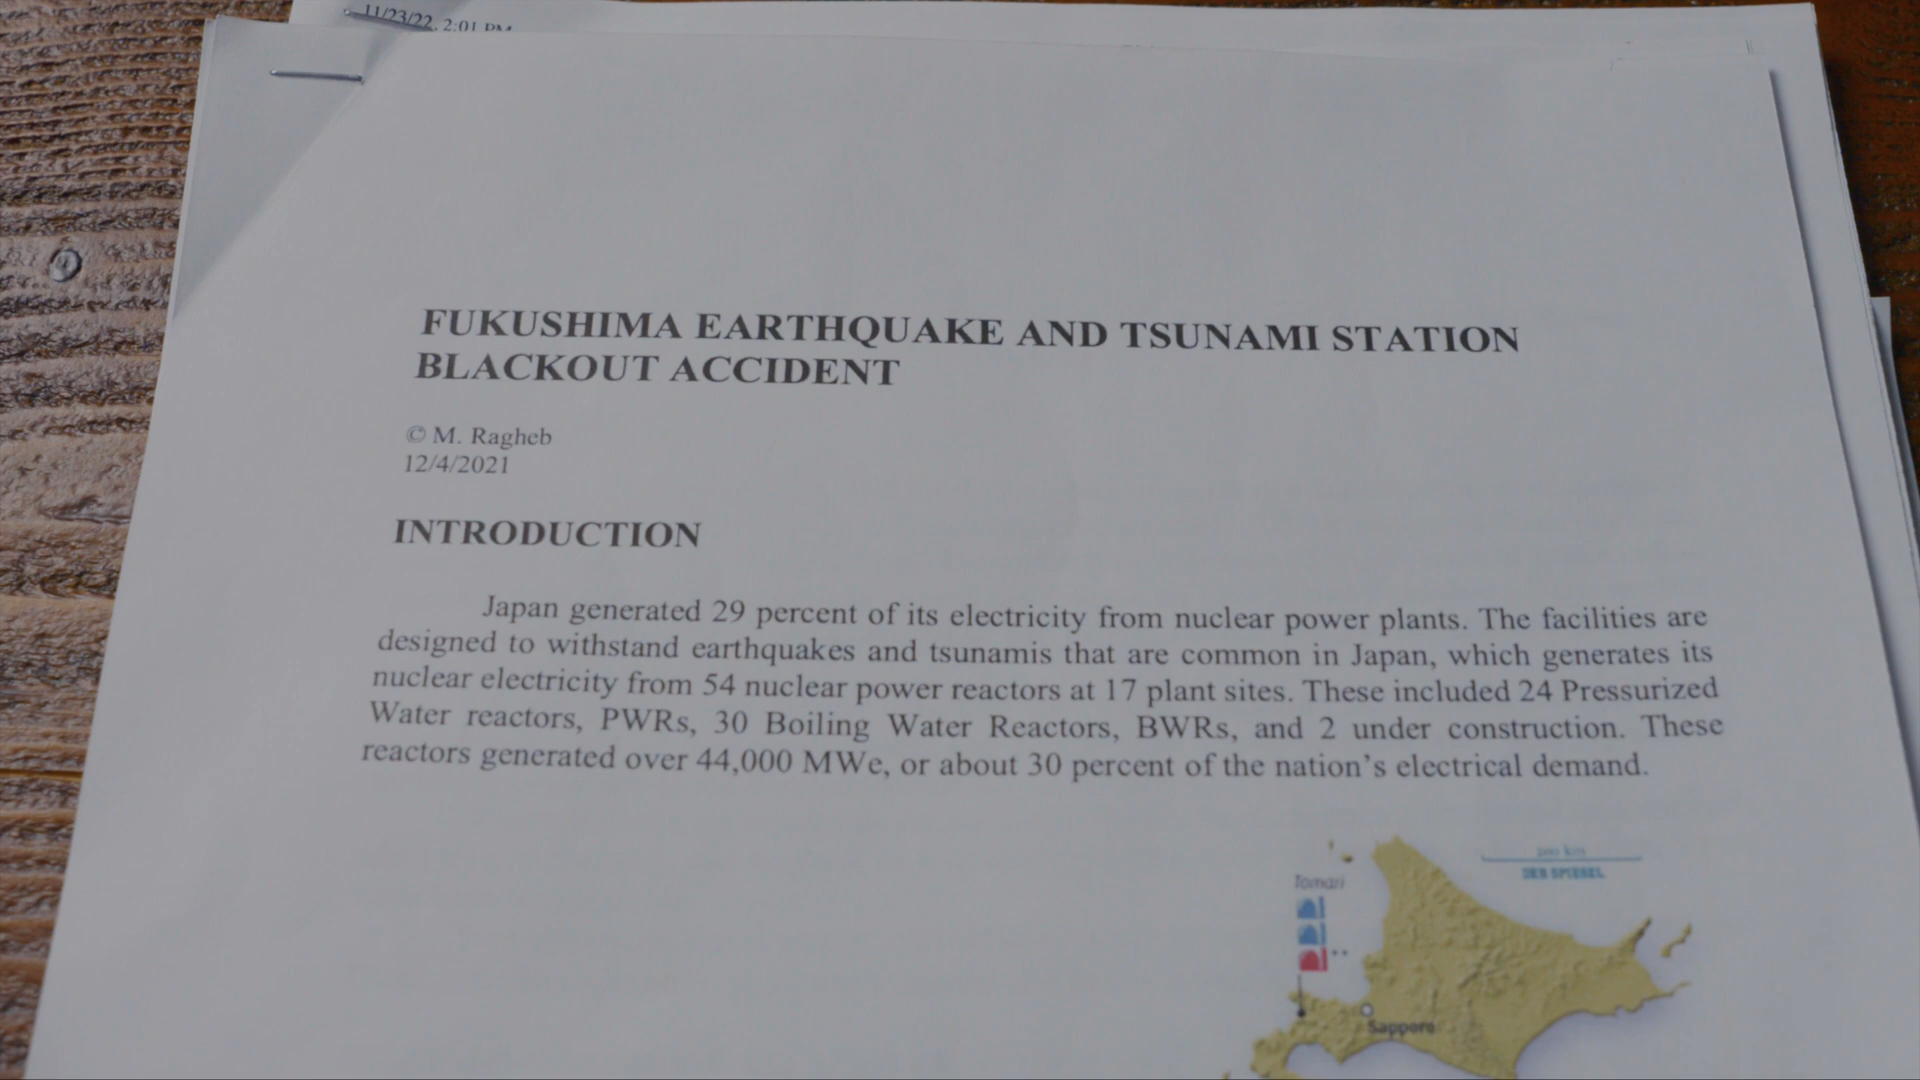 11/23/22, 2:01 PM
FUKUSHIMA EARTHQUAKE AND TSUNAMI STATION
BLACKOUT ACCIDENT
© M. Ragheb
12/4/2021
INTRODUCTION
Japan generated 29 percent of its electricity from nuclear power plants. The facilities are
designed to withstand earthquakes and tsunamis that are common in Japan, which generates its
nuclear electricity from 54 nuclear power reactors at 17 plant sites. These included 24 Pressurized
Water reactors, PWRs, 30 Boiling Water Reactors, BWRs, and 2 under construction. These
reactors generated over 44,000 MWe, or about 30 percent of the nation's electrical demand.
200 km
DER SPIEGEL
Tomari
Sapporo